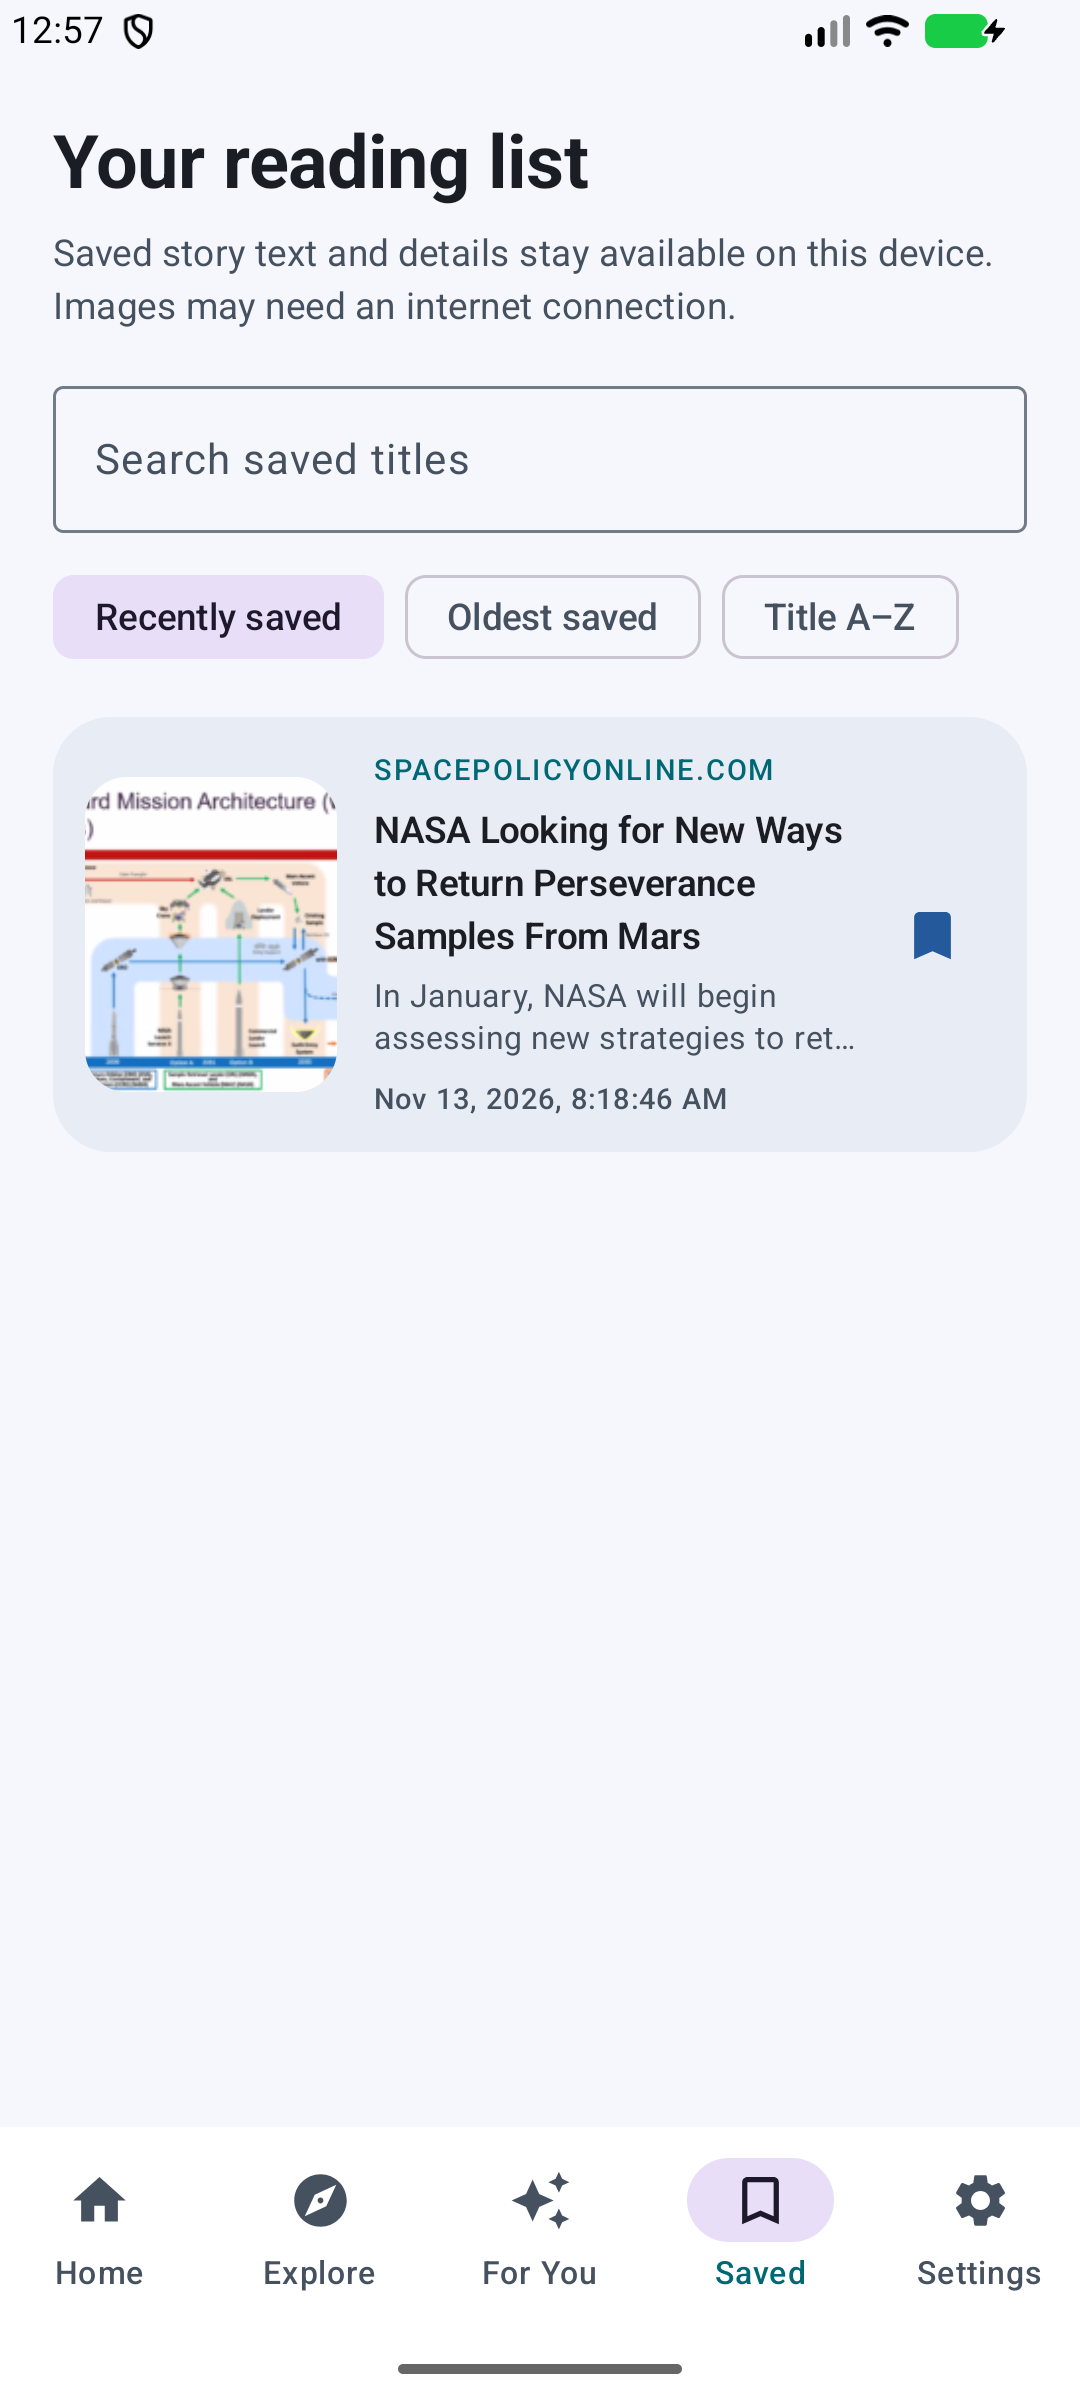 12:57
Your reading list
Saved story text and details stay available on this device.
Images may need an internet connection.
Search saved titles
Recently saved
Oldest saved
Title A–Z
SPACEPOLICYONLINE.COM
rd Mission Architecture (
)
NASA Looking for New Ways
to Return Perseverance
Samples From Mars
In January, NASA will begin
assessing new strategies to ret…
Nov 13, 2026, 8:18:46 AM
Home
Explore
For You
Saved
Settings